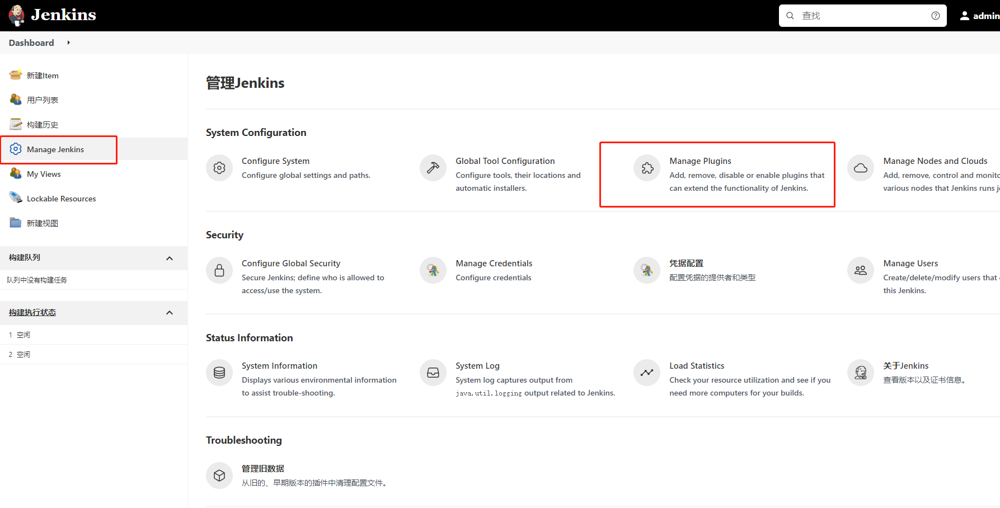 Jenkins
查找
admin
Dashboard
新建Item
用户列表
构建历史
Manage Jenkins
My Views
Lockable Resources
新建视图
构建队列
队列中没有构建任务
构建执行状态
1 空闲
2 空闲
管理Jenkins
System Configuration
Configure System
Configure global settings and paths.
Global Tool Configuration
Configure tools, their locations and
automatic installers.
Manage Plugins
Add, remove, disable or enable plugins that
can extend the functionality of Jenkins.
Manage Nodes and Clouds
Add, remove, control and monito
various nodes that Jenkins runs j
Security
Configure Global Security
Secure Jenkins; define who is allowed to
access/use the system.
Manage Credentials
Configure credentials
凭据配置
配置凭据的提供者和类型
Manage Users
Create/delete/modify users that
this Jenkins.
Status Information
System Information
Displays various environmental information
to assist trouble-shooting.
System Log
System log captures output from
java.util.logging output related to Jenkins.
Load Statistics
Check your resource utilization and see if you
need more computers for your builds.
关于Jenkins
查看版本以及证书信息。
Troubleshooting
管理旧数据
从旧的、早期版本的插件中清理配置文件。